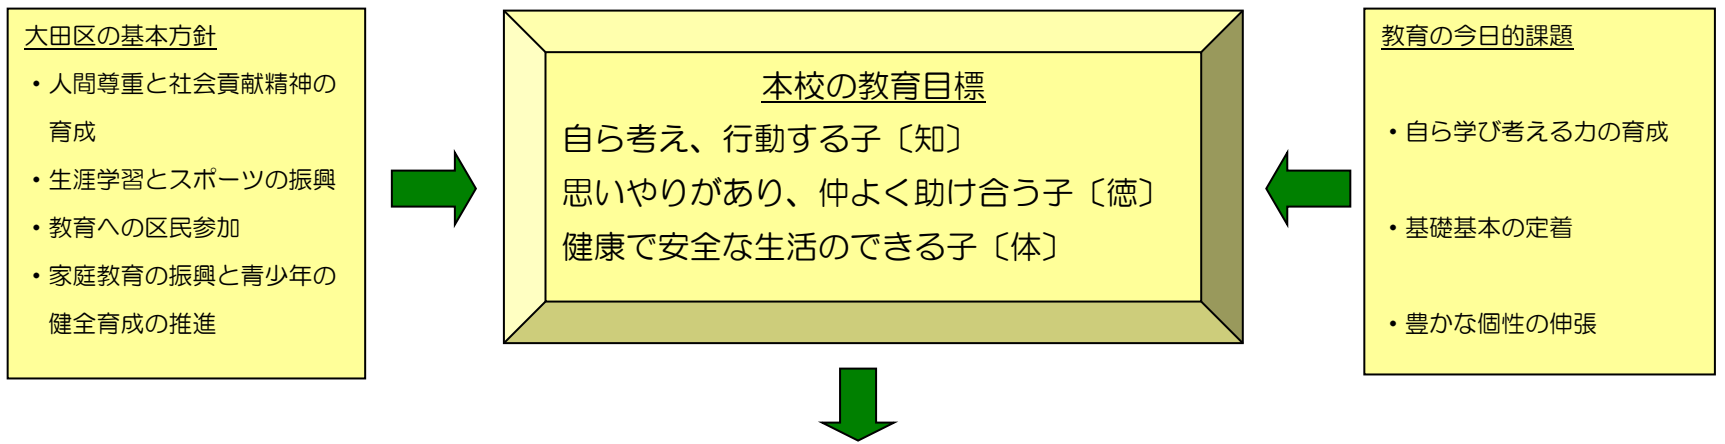 大田区の基本方針
・人間尊重と社会貢献精神の
育成
・生涯学習とスポーツの振興
・教育への区民参加
・家庭教育の振興と青少年の
健全育成の推進
本校の教育目標
自ら考え、行動する子〔知〕
思いやりがあり、仲よく助け合う子〔徳〕
健康で安全な生活のできる子〔体〕
教育の今日的課題
・自ら学び考える力の育成
・基礎基本の定着
・豊かな個性の伸張